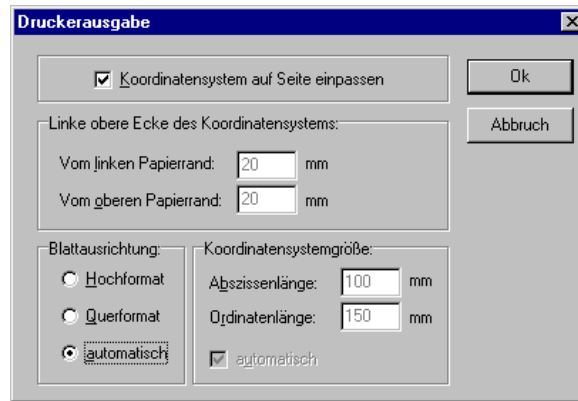 Druckerausgabe
Koordinatensystem auf Seite einpassen
Ok
Abbruch
Linke obere Ecke des Koordinatensystems:
Vom linken Papierrand: 20 mm
Vom oberen Papierrand: 20 mm
Blattausrichtung:
Hochformat
Querformat
automatisch
Koordinatensystemgröße:
Abszissenlänge: 100 mm
Ordinatenlänge: 150 mm
automatisch